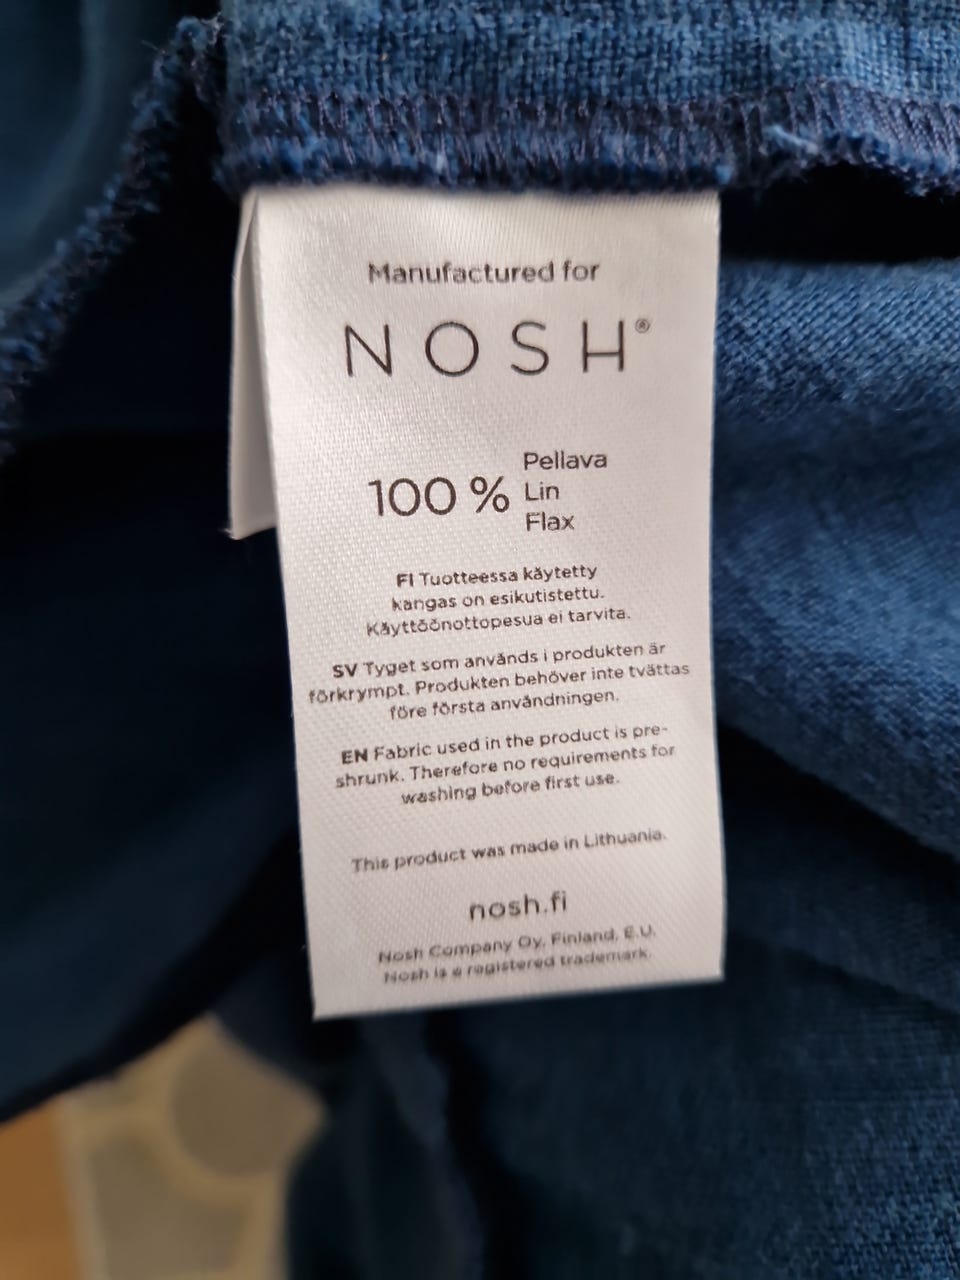 Manufactured for
NOSH®
100 % Pellava
Lin
Flax
FI Tuotteessa käytetty
kangas on esikutistettu.
Käyttöönottopesua ei tarvita.
SV Tyget som används i produkten är
förkrympt. Produkten behöver inte tvättas
före första användningen.
EN Fabric used in the product is pre-
shrunk. Therefore no requirements for
washing before first use.
This product was made in Lithuania.
nosh.fi
Nosh Company Oy, Finland, E.U.
Nosh is a registered trademark.